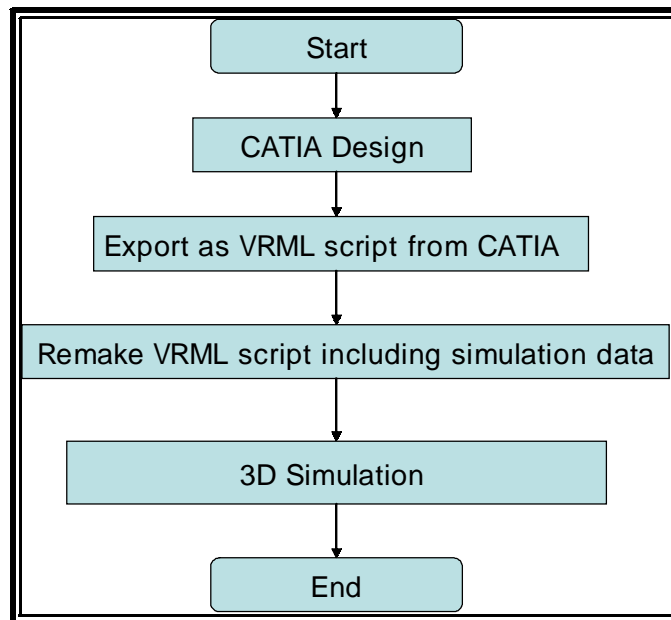 Start
CATIA Design
Export as VRML script from CATIA
Remake VRML script including simulation data
3D Simulation
End